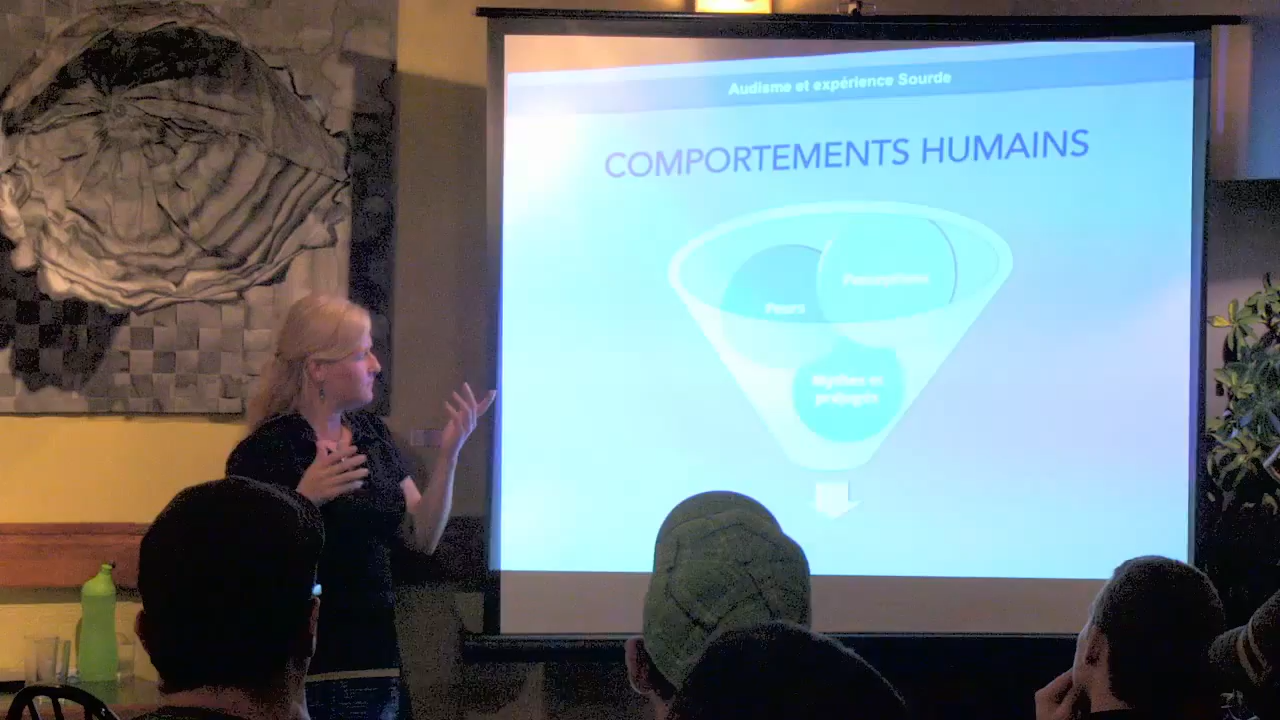 Audisme et expérience Sourde
COMPORTEMENTS HUMAINS
Perceptions
Peurs
Mythes et
préjugés